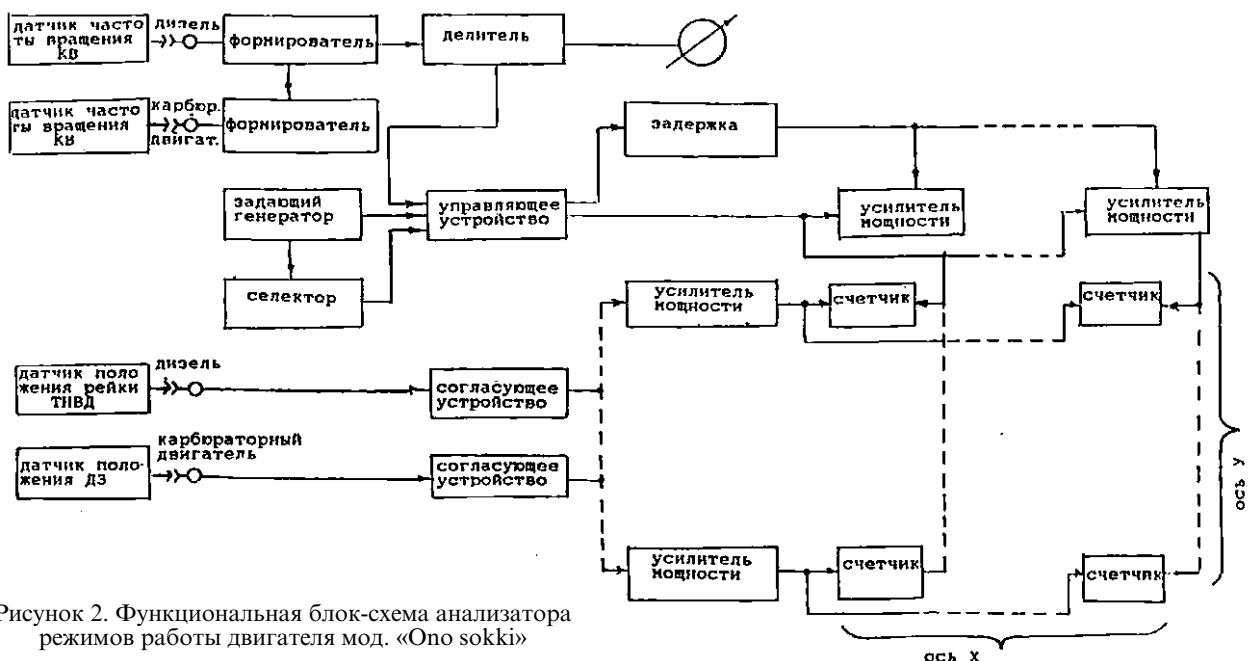 датчик часто
ты вращения
КВ
дизель
формирователь
делитель
датчик часто
ты вращения
КВ
карбюр.
двигат.
формирователь
задержка
задающий
генератор
управляющее
устройство
усилитель
мощности
усилитель
мощности
селектор
усилитель
мощности
счетчик
счетчик
датчик поло
жения рейки
ТНВД
дизель
согласующее
устройство
датчик поло-
жения ДЗ
карбюраторный
двигатель
согласующее
устройство
ось y
усилитель
мощности
счетчик
счетчик
ось x
Рисунок 2. Функциональная блок-схема анализатора
режимов работы двигателя мод. «Ono sokki»